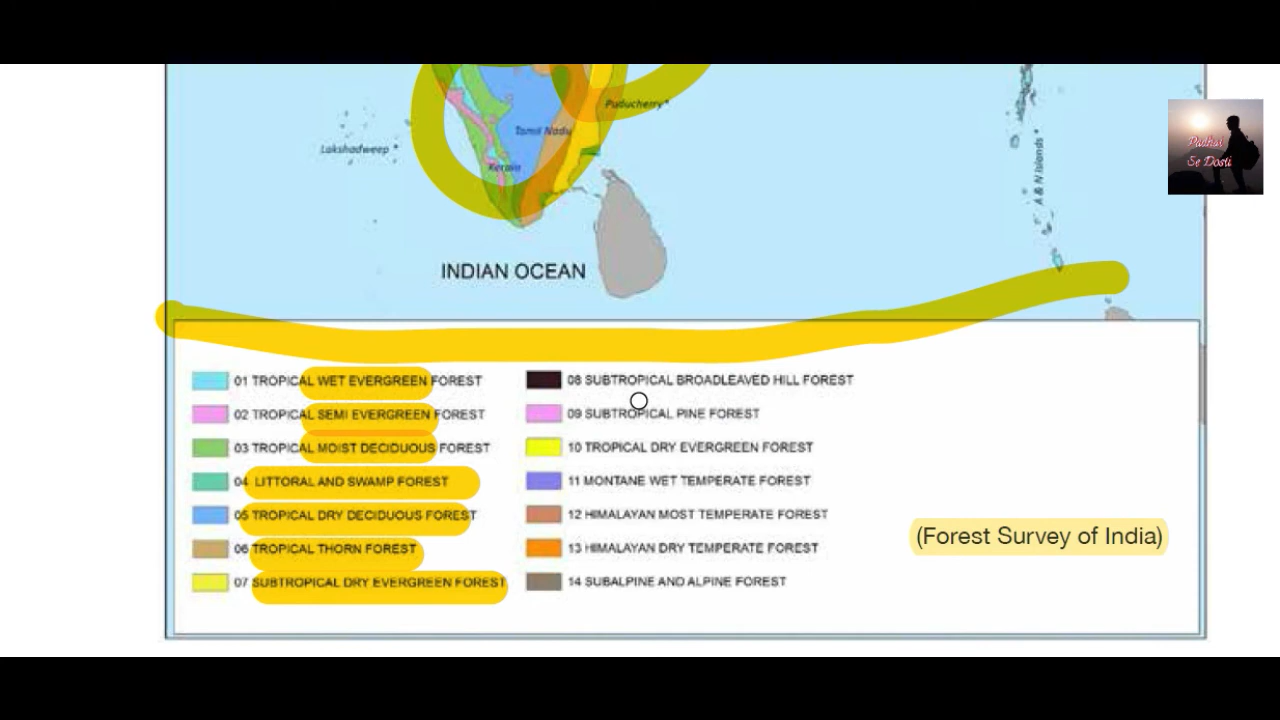 Puducherry
Tamil Nadu
Lakshadweep
Kerala
A & N Islands
Padhai
Se Dosti
INDIAN OCEAN
01 TROPICAL WET EVERGREEN FOREST
02 TROPICAL SEMI EVERGREEN FOREST
03 TROPICAL MOIST DECIDUOUS FOREST
04 LITTORAL AND SWAMP FOREST
05 TROPICAL DRY DECIDUOUS FOREST
06 TROPICAL THORN FOREST
07 SUBTROPICAL DRY EVERGREEN FOREST
08 SUBTROPICAL BROADLEAVED HILL FOREST
09 SUBTROPICAL PINE FOREST
10 TROPICAL DRY EVERGREEN FOREST
11 MONTANE WET TEMPERATE FOREST
12 HIMALAYAN MOST TEMPERATE FOREST
13 HIMALAYAN DRY TEMPERATE FOREST
14 SUBALPINE AND ALPINE FOREST
(Forest Survey of India)